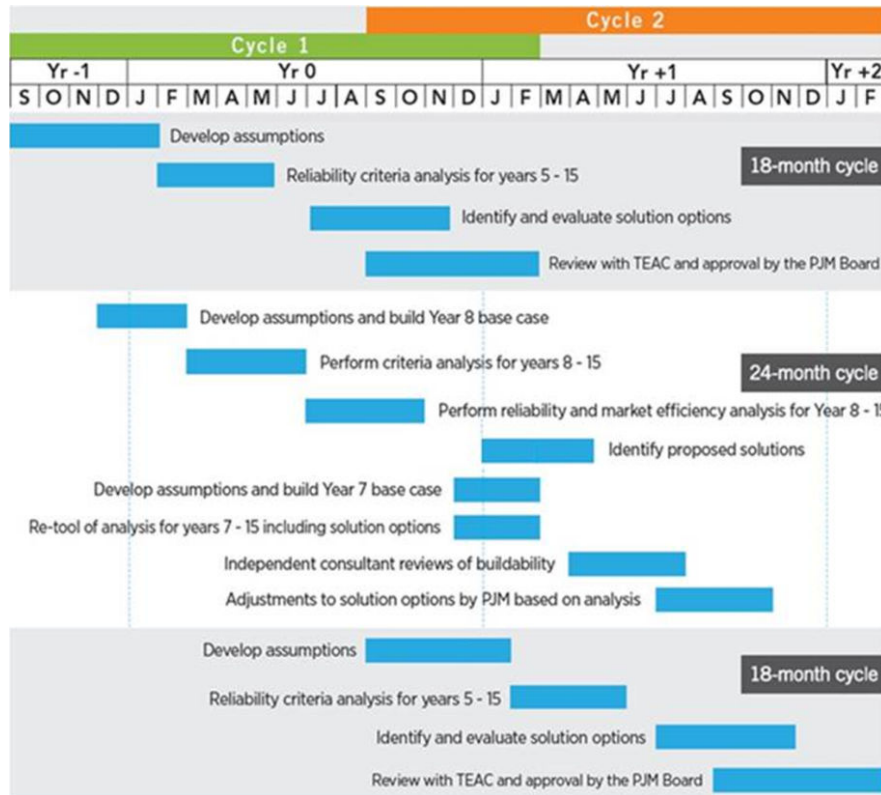 Cycle 2
Cycle 1
Yr -1 Yr 0 Yr +1 Yr +2
S | O | N | D | J | F | M | A | M | J | J | A | S | O | N | D | J | F | M | A | M | J | J | A | S | O | N | D | J | F
Develop assumptions
18-month cycle
Reliability criteria analysis for years 5 - 15
Identify and evaluate solution options
Review with TEAC and approval by the PJM Board
Develop assumptions and build Year 8 base case
Perform criteria analysis for years 8 - 15
24-month cycle
Perform reliability and market efficiency analysis for Year 8 - 15
Identify proposed solutions
Develop assumptions and build Year 7 base case
Re-tool of analysis for years 7 - 15 including solution options
Independent consultant reviews of buildability
Adjustments to solution options by PJM based on analysis
Develop assumptions
18-month cycle
Reliability criteria analysis for years 5 - 15
Identify and evaluate solution options
Review with TEAC and approval by the PJM Board